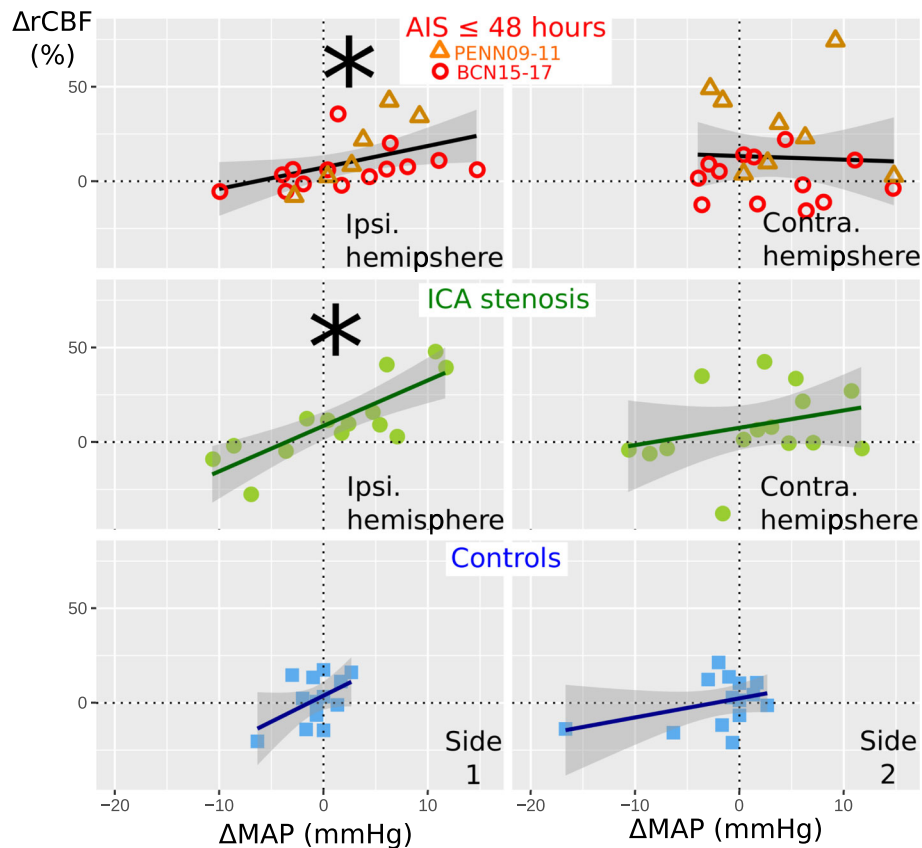 ΔrCBF
(%)
AIS ≤ 48 hours
PENN09-11
BCN15-17
50
0
*
Ipsi.
hemipshere
Contra.
hemipshere
ICA stenosis
50
0
*
Ipsi.
hemisphere
Contra.
hemipshere
Controls
50
0
Side
1
Side
2
−20 −10 0 10 −20 −10 0 10
ΔMAP (mmHg) ΔMAP (mmHg)